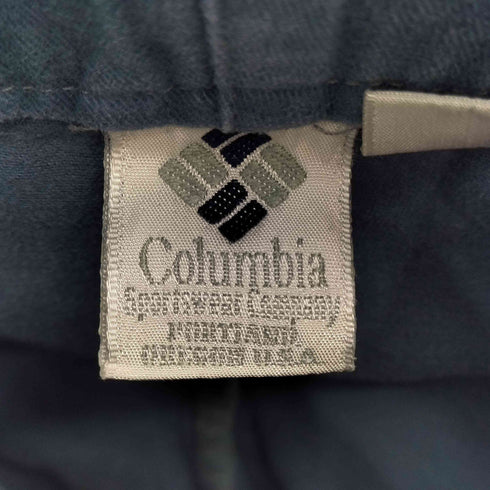 Columbia
Sportswear Company
PORTLAND,
OREGON U.S.A.